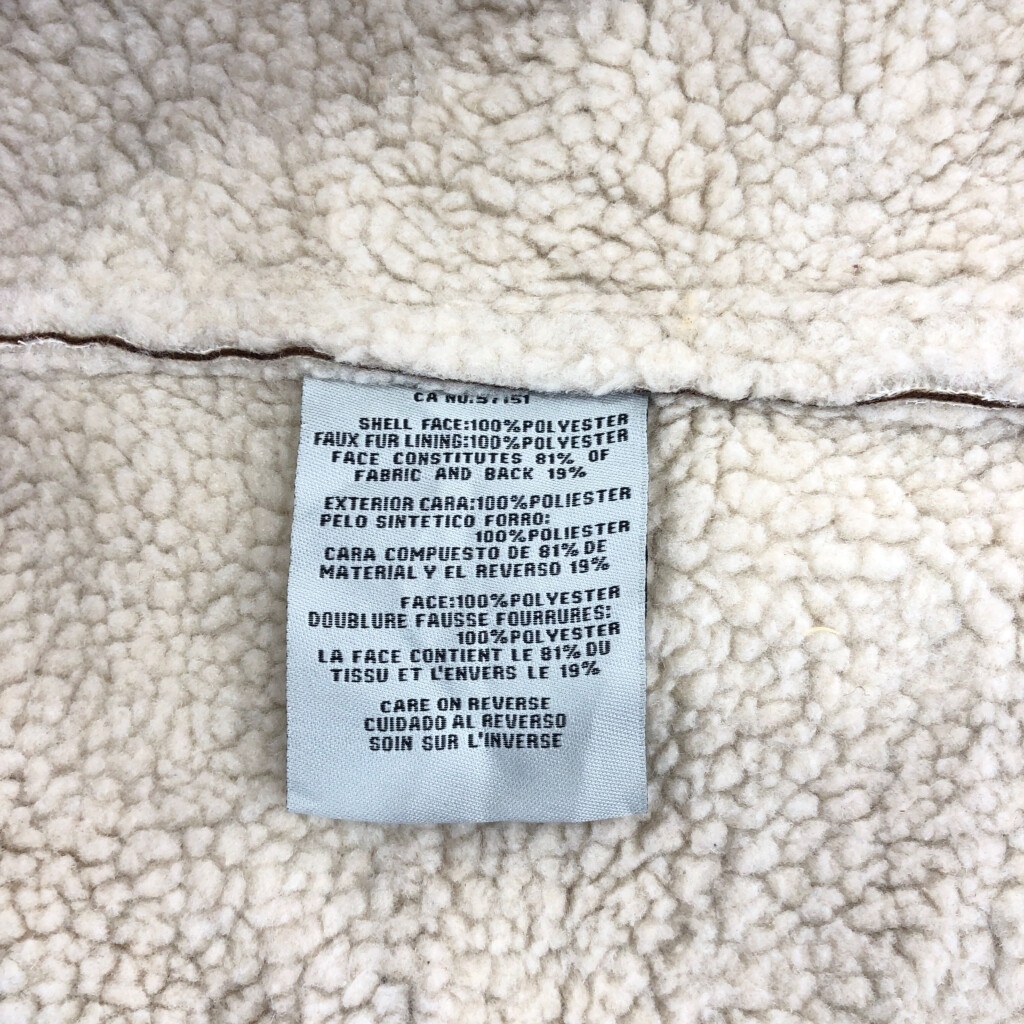 CA NO.57151
SHELL FACE:100%POLYESTER
FAUX FUR LINING:100%POLYESTER
FACE CONSTITUTES 81% OF
FABRIC AND BACK 19%
EXTERIOR CARA:100%POLIESTER
PELO SINTETICO FORRO:
100%POLIESTER
CARA COMPUESTO DE 81% DE
MATERIAL Y EL REVERSO 19%
FACE:100%POLYESTER
DOUBLURE FAUSSE FOURRURES:
100%POLYESTER
LA FACE CONTIENT LE 81% DU
TISSU ET L'ENVERS LE 19%
CARE ON REVERSE
CUIDADO AL REVERSO
SOIN SUR L'INVERSE